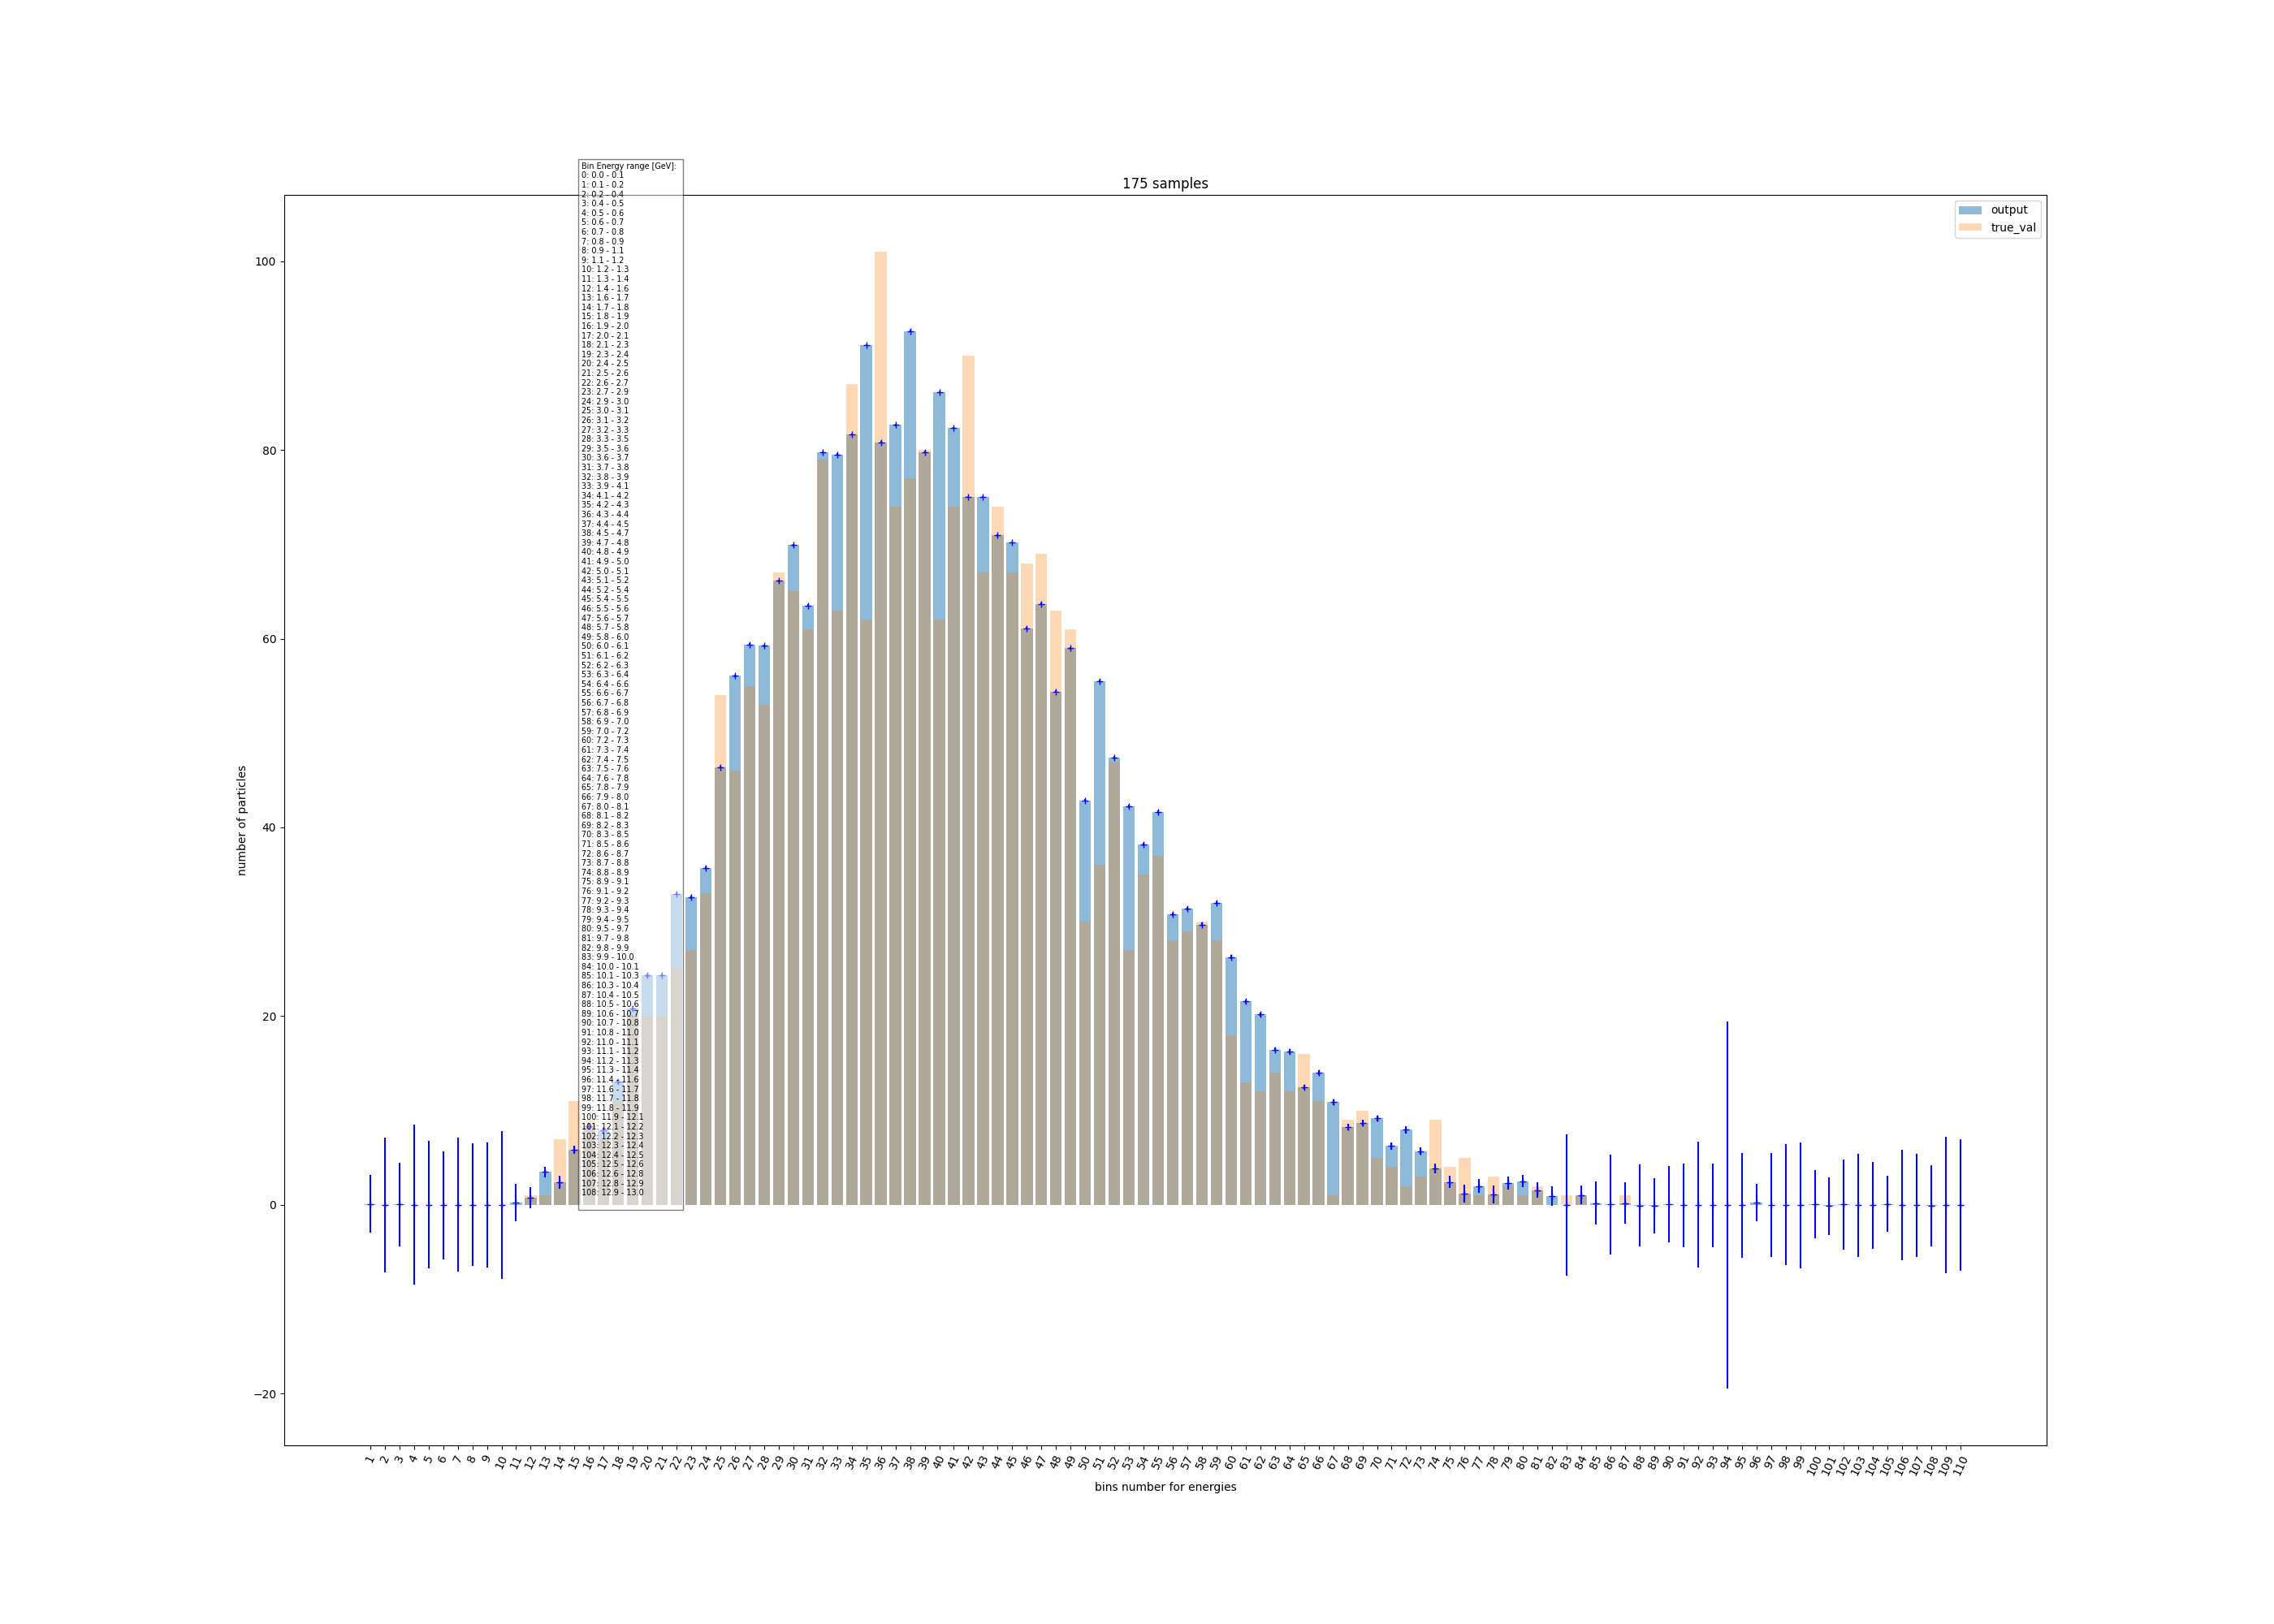 Bin Energy range [GeV]:
0: 0.0 - 0.1
1: 0.1 - 0.2
2: 0.2 - 0.4
3: 0.4 - 0.5
4: 0.5 - 0.6
5: 0.6 - 0.7
6: 0.7 - 0.8
7: 0.8 - 0.9
8: 0.9 - 1.1
9: 1.1 - 1.2
10: 1.2 - 1.3
11: 1.3 - 1.4
12: 1.4 - 1.6
13: 1.6 - 1.7
14: 1.7 - 1.8
15: 1.8 - 1.9
16: 1.9 - 2.0
17: 2.0 - 2.1
18: 2.1 - 2.3
19: 2.3 - 2.4
20: 2.4 - 2.5
21: 2.5 - 2.6
22: 2.6 - 2.7
23: 2.7 - 2.9
24: 2.9 - 3.0
25: 3.0 - 3.1
26: 3.1 - 3.2
27: 3.2 - 3.3
28: 3.3 - 3.5
29: 3.5 - 3.6
30: 3.6 - 3.7
31: 3.7 - 3.8
32: 3.8 - 3.9
33: 3.9 - 4.1
34: 4.1 - 4.2
35: 4.2 - 4.3
36: 4.3 - 4.4
37: 4.4 - 4.5
38: 4.5 - 4.7
39: 4.7 - 4.8
40: 4.8 - 4.9
41: 4.9 - 5.0
42: 5.0 - 5.1
43: 5.1 - 5.2
44: 5.2 - 5.4
45: 5.4 - 5.5
46: 5.5 - 5.6
47: 5.6 - 5.7
48: 5.7 - 5.8
49: 5.8 - 6.0
50: 6.0 - 6.1
51: 6.1 - 6.2
52: 6.2 - 6.3
53: 6.3 - 6.4
54: 6.4 - 6.6
55: 6.6 - 6.7
56: 6.7 - 6.8
57: 6.8 - 6.9
58: 6.9 - 7.0
59: 7.0 - 7.2
60: 7.2 - 7.3
61: 7.3 - 7.4
62: 7.4 - 7.5
63: 7.5 - 7.6
64: 7.6 - 7.8
65: 7.8 - 7.9
66: 7.9 - 8.0
67: 8.0 - 8.1
68: 8.1 - 8.2
69: 8.2 - 8.3
70: 8.3 - 8.5
71: 8.5 - 8.6
72: 8.6 - 8.7
73: 8.7 - 8.8
74: 8.8 - 8.9
75: 8.9 - 9.1
76: 9.1 - 9.2
77: 9.2 - 9.3
78: 9.3 - 9.4
79: 9.4 - 9.5
80: 9.5 - 9.7
81: 9.7 - 9.8
82: 9.8 - 9.9
83: 9.9 - 10.0
84: 10.0 - 10.1
85: 10.1 - 10.3
86: 10.3 - 10.4
87: 10.4 - 10.5
88: 10.5 - 10.6
89: 10.6 - 10.7
90: 10.7 - 10.8
91: 10.8 - 11.0
92: 11.0 - 11.1
93: 11.1 - 11.2
94: 11.2 - 11.3
95: 11.3 - 11.4
96: 11.4 - 11.6
97: 11.6 - 11.7
98: 11.7 - 11.8
99: 11.8 - 11.9
100: 11.9 - 12.1
101: 12.1 - 12.2
102: 12.2 - 12.3
103: 12.3 - 12.4
104: 12.4 - 12.5
105: 12.5 - 12.6
106: 12.6 - 12.8
107: 12.8 - 12.9
108: 12.9 - 13.0
175 samples
output
true_val
100
80
60
40
20
0
−20
number of particles
1 2 3 4 5 6 7 8 9 10 11 12 13 14 15 16 17 18 19 20 21 22 23 24 25 26 27 28 29 30 31 32 33 34 35 36 37 38 39 40 41 42 43 44 45 46 47 48 49 50 51 52 53 54 55 56 57 58 59 60 61 62 63 64 65 66 67 68 69 70 71 72 73 74 75 76 77 78 79 80 81 82 83 84 85 86 87 88 89 90 91 92 93 94 95 96 97 98 99 100 101 102 103 104 105 106 107 108 109 110
bins number for energies